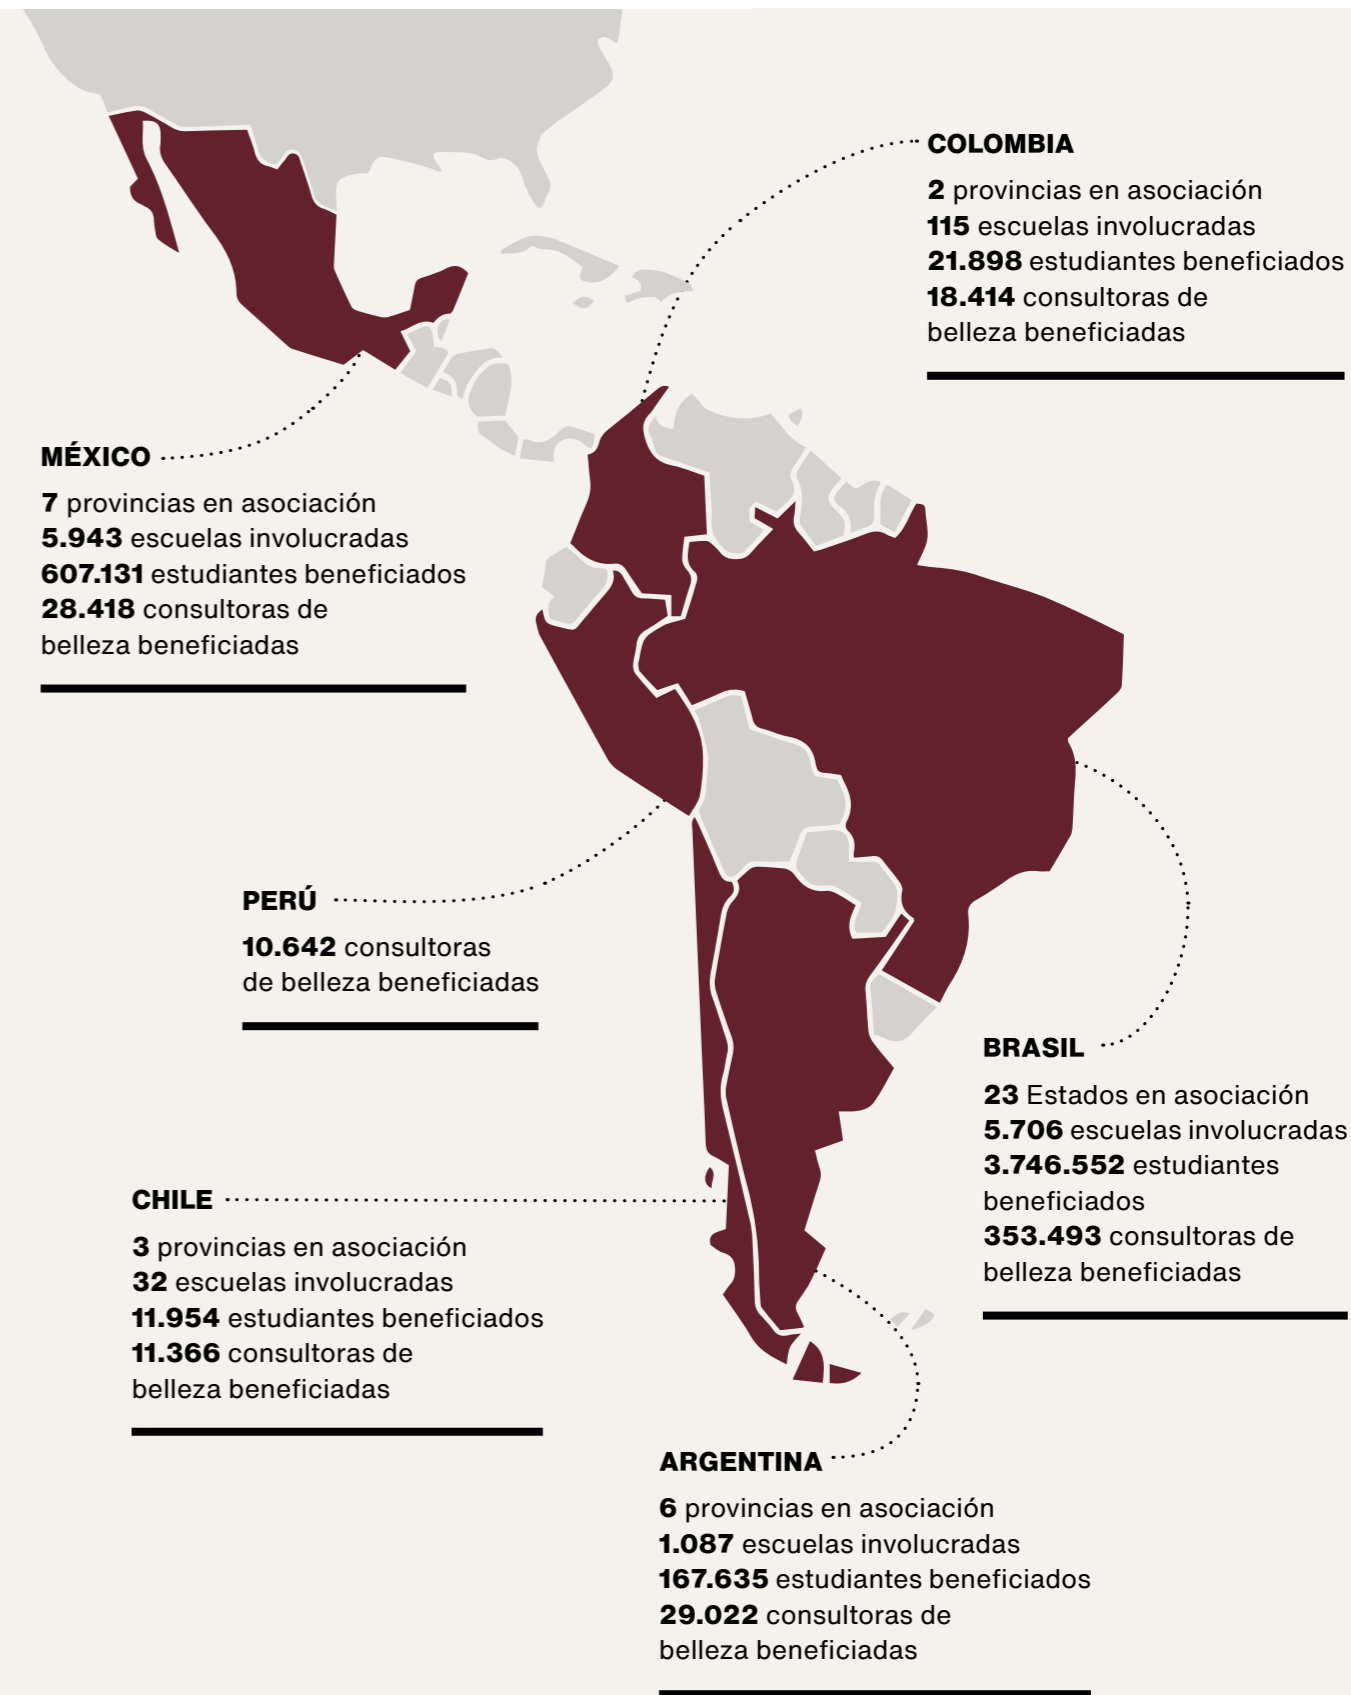 COLOMBIA
2 provincias en asociación
115 escuelas involucradas
21.898 estudiantes beneficiados
18.414 consultoras de
belleza beneficiadas
MÉXICO
7 provincias en asociación
5.943 escuelas involucradas
607.131 estudiantes beneficiados
28.418 consultoras de
belleza beneficiadas
PERÚ
10.642 consultoras
de belleza beneficiadas
BRASIL
23 Estados en asociación
5.706 escuelas involucradas
3.746.552 estudiantes
beneficiados
353.493 consultoras de
belleza beneficiadas
CHILE
3 provincias en asociación
32 escuelas involucradas
11.954 estudiantes beneficiados
11.366 consultoras de
belleza beneficiadas
ARGENTINA
6 provincias en asociación
1.087 escuelas involucradas
167.635 estudiantes beneficiados
29.022 consultoras de
belleza beneficiadas